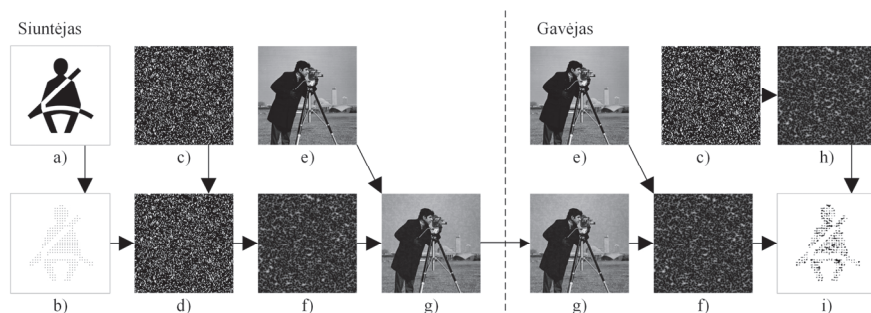 Siuntėjas
Gavėjas
a) c) e) e) c) h)
b) d) f) g) g) f) i)